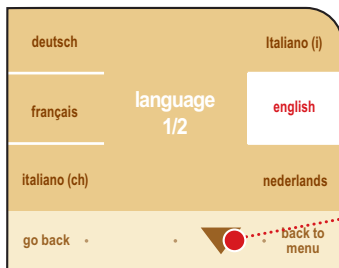 deutsch
Italiano (i)
language
1/2
français
english
italiano (ch)
nederlands
go back
back to
menu